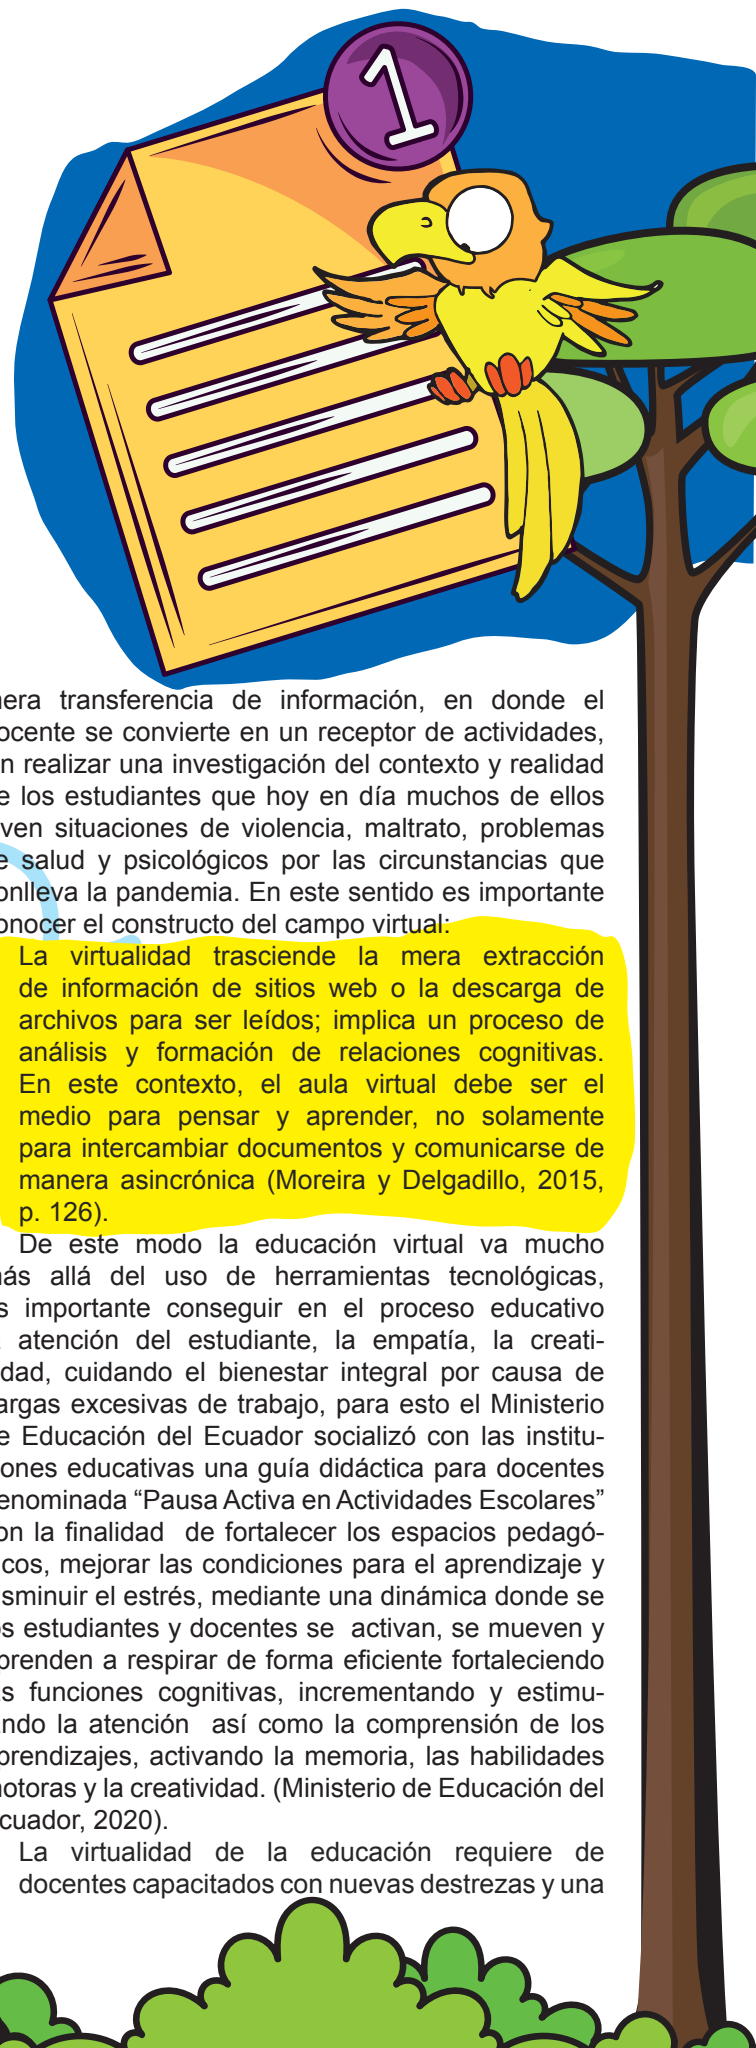 1
nera transferencia de información, en donde el
ocente se convierte en un receptor de actividades,
n realizar una investigación del contexto y realidad
e los estudiantes que hoy en día muchos de ellos
ven situaciones de violencia, maltrato, problemas
e salud y psicológicos por las circunstancias que
onlleva la pandemia. En este sentido es importante
onocer el constructo del campo virtual:
La virtualidad trasciende la mera extracción
de información de sitios web o la descarga de
archivos para ser leídos; implica un proceso de
análisis y formación de relaciones cognitivas.
En este contexto, el aula virtual debe ser el
medio para pensar y aprender, no solamente
para intercambiar documentos y comunicarse de
manera asincrónica (Moreira y Delgadillo, 2015,
p. 126).
De este modo la educación virtual va mucho
nás allá del uso de herramientas tecnológicas,
s importante conseguir en el proceso educativo
a atención del estudiante, la empatía, la creati-
idad, cuidando el bienestar integral por causa de
argas excesivas de trabajo, para esto el Ministerio
e Educación del Ecuador socializó con las institu-
iones educativas una guía didáctica para docentes
enominada “Pausa Activa en Actividades Escolares”
on la finalidad de fortalecer los espacios pedagó-
icos, mejorar las condiciones para el aprendizaje y
isminuir el estrés, mediante una dinámica donde se
os estudiantes y docentes se activan, se mueven y
prenden a respirar de forma eficiente fortaleciendo
as funciones cognitivas, incrementando y estimu-
ando la atención así como la comprensión de los
prendizajes, activando la memoria, las habilidades
notoras y la creatividad. (Ministerio de Educación del
cuador, 2020).
La virtualidad de la educación requiere de
docentes capacitados con nuevas destrezas y una